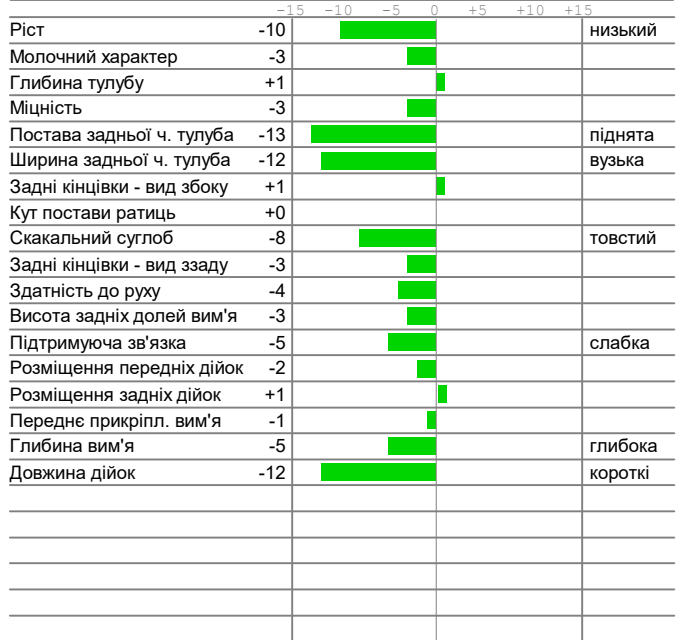 -15 -10 -5 0 +5 +10 +15
Ріст -10 низький
Молочний характер -3
Глибина тулубу +1
Міцність -3
Постава задньої ч. тулуба -13 піднята
Ширина задньої ч. тулуба -12 вузька
Задні кінцівки - вид збоку +1
Кут постави ратиць +0
Скакальний суглоб -8 товстий
Задні кінцівки - вид ззаду -3
Здатність до руху -4
Висота задніх долей вим'я -3
Підтримуюча зв'язка -5 слабка
Розміщення передніх дійок -2
Розміщення задніх дійок +1
Переднє прикріпл. вим'я -1
Глибина вим'я -5 глибока
Довжина дійок -12 короткі